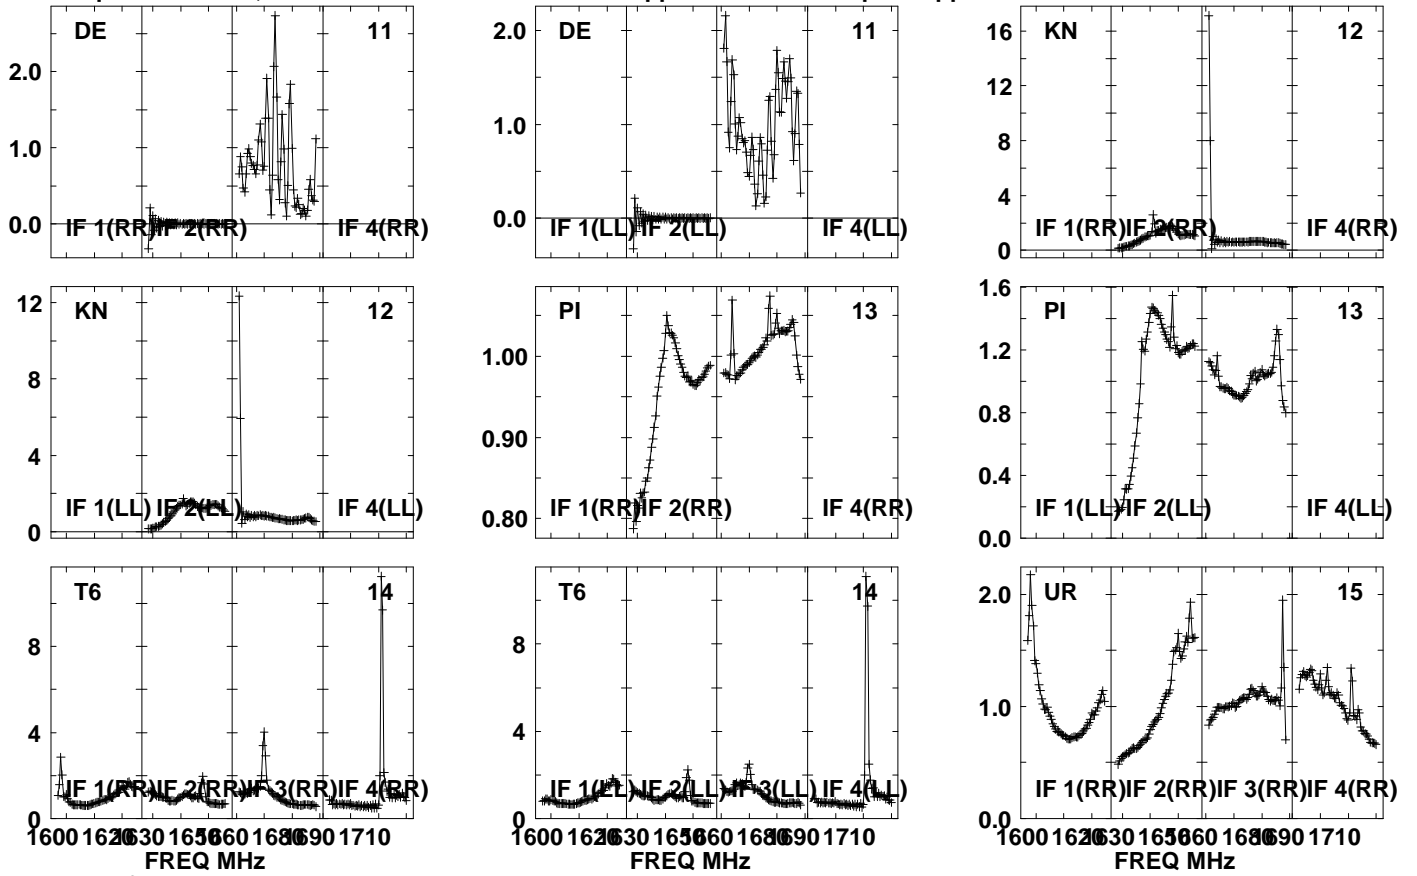 DE 11
2.0
1.0
0.0
IF 1(RR) IF 2(RR) IF 4(RR)
DE 11
2.0
1.0
0.0
IF 1(LL) IF 2(LL) IF 4(LL)
KN 12
16
12
8
4
0
IF 1(RR) IF 2(RR) IF 4(RR)
KN 12
12
8
4
0
IF 1(LL) IF 2(LL) IF 4(LL)
PI 13
1.00
0.90
0.80
IF 1(RR) IF 2(RR) IF 4(RR)
PI 13
1.6
1.2
0.8
0.4
0.0
IF 1(LL) IF 2(LL) IF 4(LL)
T6 14
8
4
0
IF 1(RR) IF 2(RR) IF 3(RR) IF 4(RR)
1600 1620 1630 1650 1660 1680 1690 1710
FREQ MHz
T6 14
8
4
0
IF 1(LL) IF 2(LL) IF 3(LL) IF 4(LL)
1600 1620 1630 1650 1660 1680 1690 1710
FREQ MHz
UR 15
2.0
1.0
0.0
IF 1(RR) IF 2(RR) IF 3(RR) IF 4(RR)
1600 1620 1630 1650 1660 1680 1690 1710
FREQ MHz